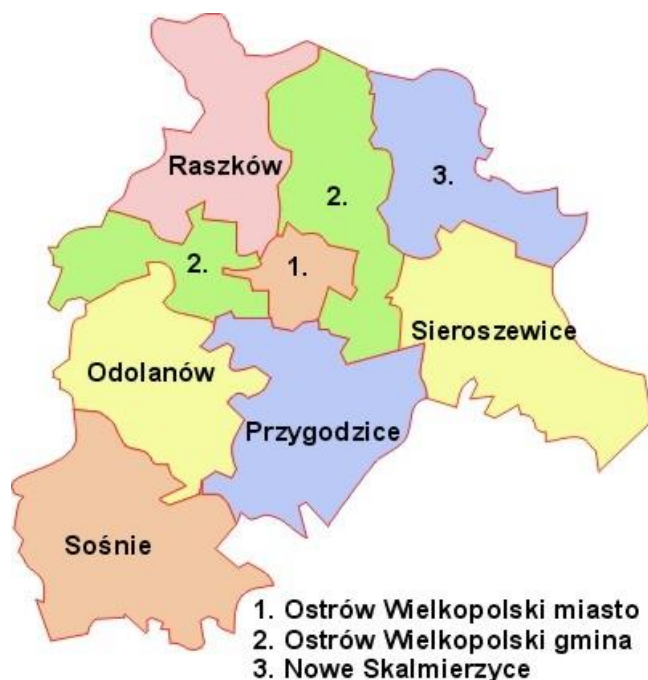 Raszków
3.
2.
2.
1.
Sieroszewice
Odolanów
Przygodzice
Sośnie
1. Ostrów Wielkopolski miasto
2. Ostrów Wielkopolski gmina
3. Nowe Skalmierzyce